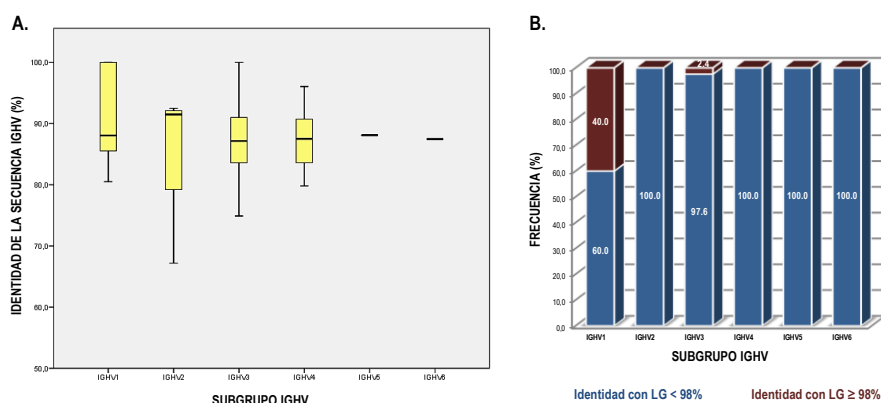 A.
IDENTIDAD DE LA SECUENCIA IGHV (%)
100,0
90,0
80,0
70,0
60,0
50,0
IGHV1 IGHV2 IGHV3 IGHV4 IGHV5 IGHV6
SUBGRUPO IGHV
B.
FRECUENCIA (%)
100,0
90,0
80,0
70,0
60,0
50,0
40,0
30,0
20,0
10,0
0,0
40.0
60.0
100.0
2.4
97.6
100.0
100.0
100.0
IGHV1 IGHV2 IGHV3 IGHV4 IGHV5 IGHV6
SUBGRUPO IGHV
Identidad con LG < 98% Identidad con LG ≥ 98%